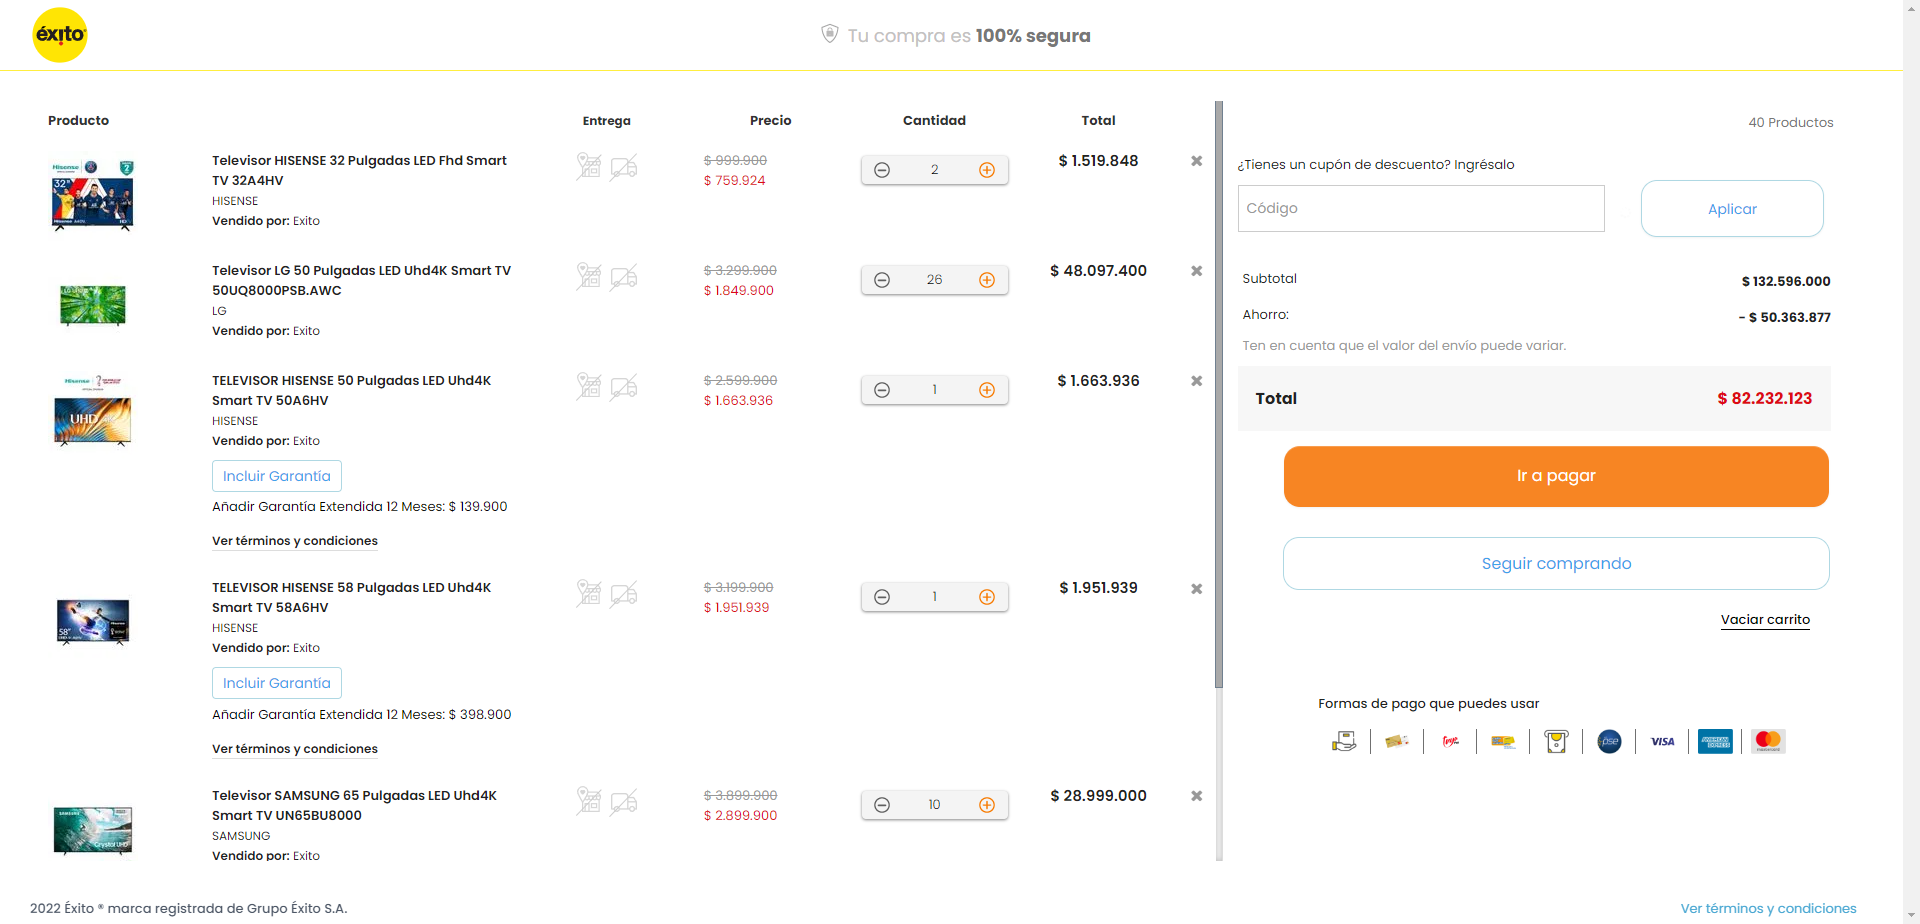 éxito
Tu compra es 100% segura
Producto Entrega Precio Cantidad Total
Televisor HISENSE 32 Pulgadas LED Fhd Smart
TV 32A4HV
HISENSE
Vendido por: Exito
$ 999.900
$ 759.924
2
$ 1.519.848
Televisor LG 50 Pulgadas LED Uhd4K Smart TV
50UQ8000PSB.AWC
LG
Vendido por: Exito
$ 3.299.900
$ 1.849.900
26
$ 48.097.400
TELEVISOR HISENSE 50 Pulgadas LED Uhd4K
Smart TV 50A6HV
HISENSE
Vendido por: Exito
$ 2.599.900
$ 1.663.936
1
$ 1.663.936
Incluir Garantía
Añadir Garantía Extendida 12 Meses: $ 139.900
Ver términos y condiciones
TELEVISOR HISENSE 58 Pulgadas LED Uhd4K
Smart TV 58A6HV
HISENSE
Vendido por: Exito
$ 3.199.900
$ 1.951.939
1
$ 1.951.939
Incluir Garantía
Añadir Garantía Extendida 12 Meses: $ 398.900
Ver términos y condiciones
Televisor SAMSUNG 65 Pulgadas LED Uhd4K
Smart TV UN65BU8000
SAMSUNG
Vendido por: Exito
$ 3.899.900
$ 2.899.900
10
$ 28.999.000
Hisense
32"
UHD
58"
SAMSUNG
Crystal UHD
40 Productos
¿Tienes un cupón de descuento? Ingrésalo
Código
Aplicar
Subtotal $ 132.596.000
Ahorro: - $ 50.363.877
Ten en cuenta que el valor del envío puede variar.
Total $ 82.232.123
Ir a pagar
Seguir comprando
Vaciar carrito
Formas de pago que puedes usar
pse
VISA
AMERICAN EXPRESS
2022 Éxito ® marca registrada de Grupo Éxito S.A.
Ver términos y condiciones